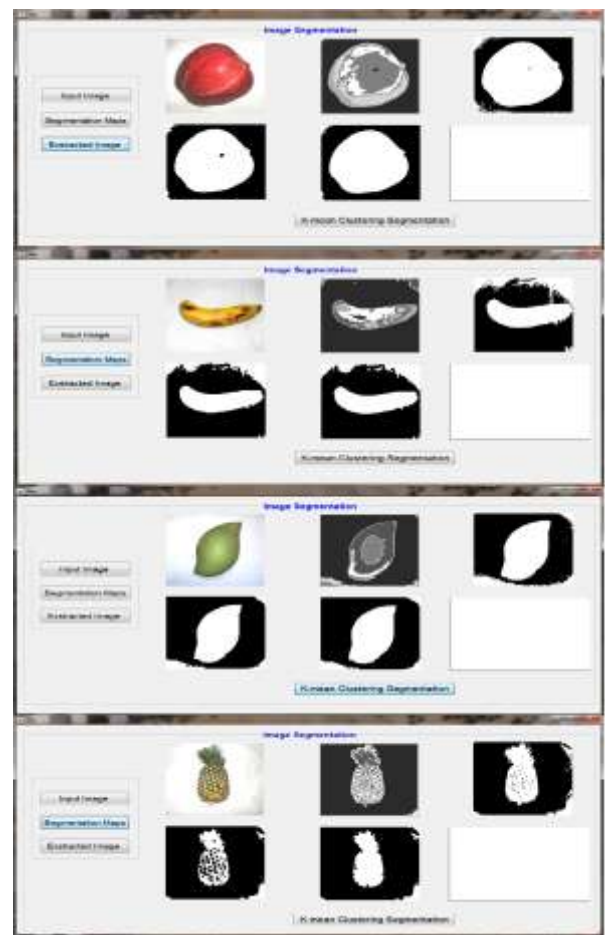 Image Segmentation
Input Image
Segmentation Maps
Extracted Image
K-mean Clustering Segmentation
Image Segmentation
Input Image
Segmentation Maps
Extracted Image
K-mean Clustering Segmentation
Image Segmentation
Input Image
Segmentation Maps
Extracted Image
K-mean Clustering Segmentation
Image Segmentation
Input Image
Segmentation Maps
Extracted Image
K-mean Clustering Segmentation